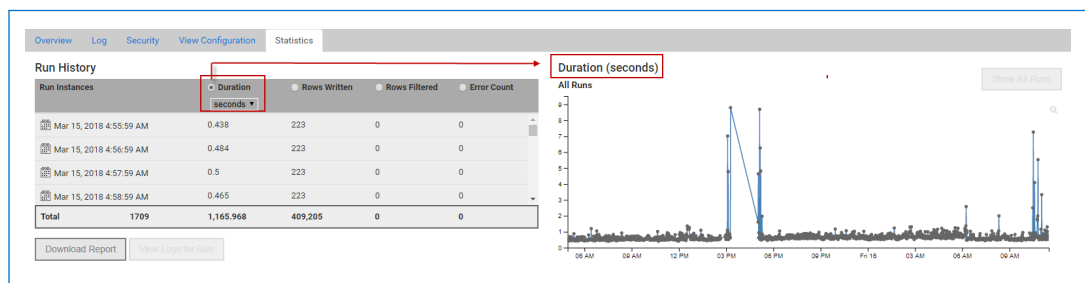 Overview Log Security View Configuration Statistics
Run History
Run Instances Duration Rows Written Rows Filtered Error Count
seconds
Mar 15, 2018 4:55:59 AM 0.438 223 0 0
Mar 15, 2018 4:56:59 AM 0.484 223 0 0
Mar 15, 2018 4:57:59 AM 0.5 223 0 0
Mar 15, 2018 4:58:59 AM 0.465 223 0 0
Total 1709 1,165.968 409,205 0 0
Download Report View Logs for Run
Duration (seconds)
Show All Runs
All Runs
9
8
7
6
5
4
3
2
1
0
06 AM 09 AM 12 PM 03 PM 06 PM 09 PM Fri 16 03 AM 06 AM 09 AM